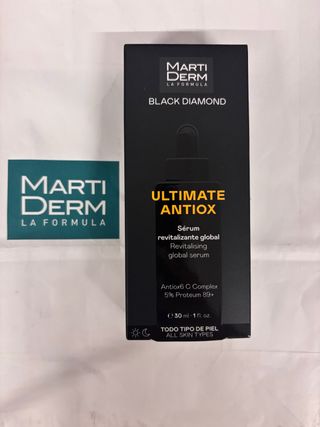 MARTI
DERM
LA FORMULA
BLACK DIAMOND
MARTI
DERM
LA FORMULA
ULTIMATE
ANTIOX
Sérum
revitalizante global
Revitalising
global serum
Antiox6 C Complex
5% Proteum 89+
℮ 30 ml - 1 fl. oz.
TODO TIPO DE PIEL
ALL SKIN TYPES